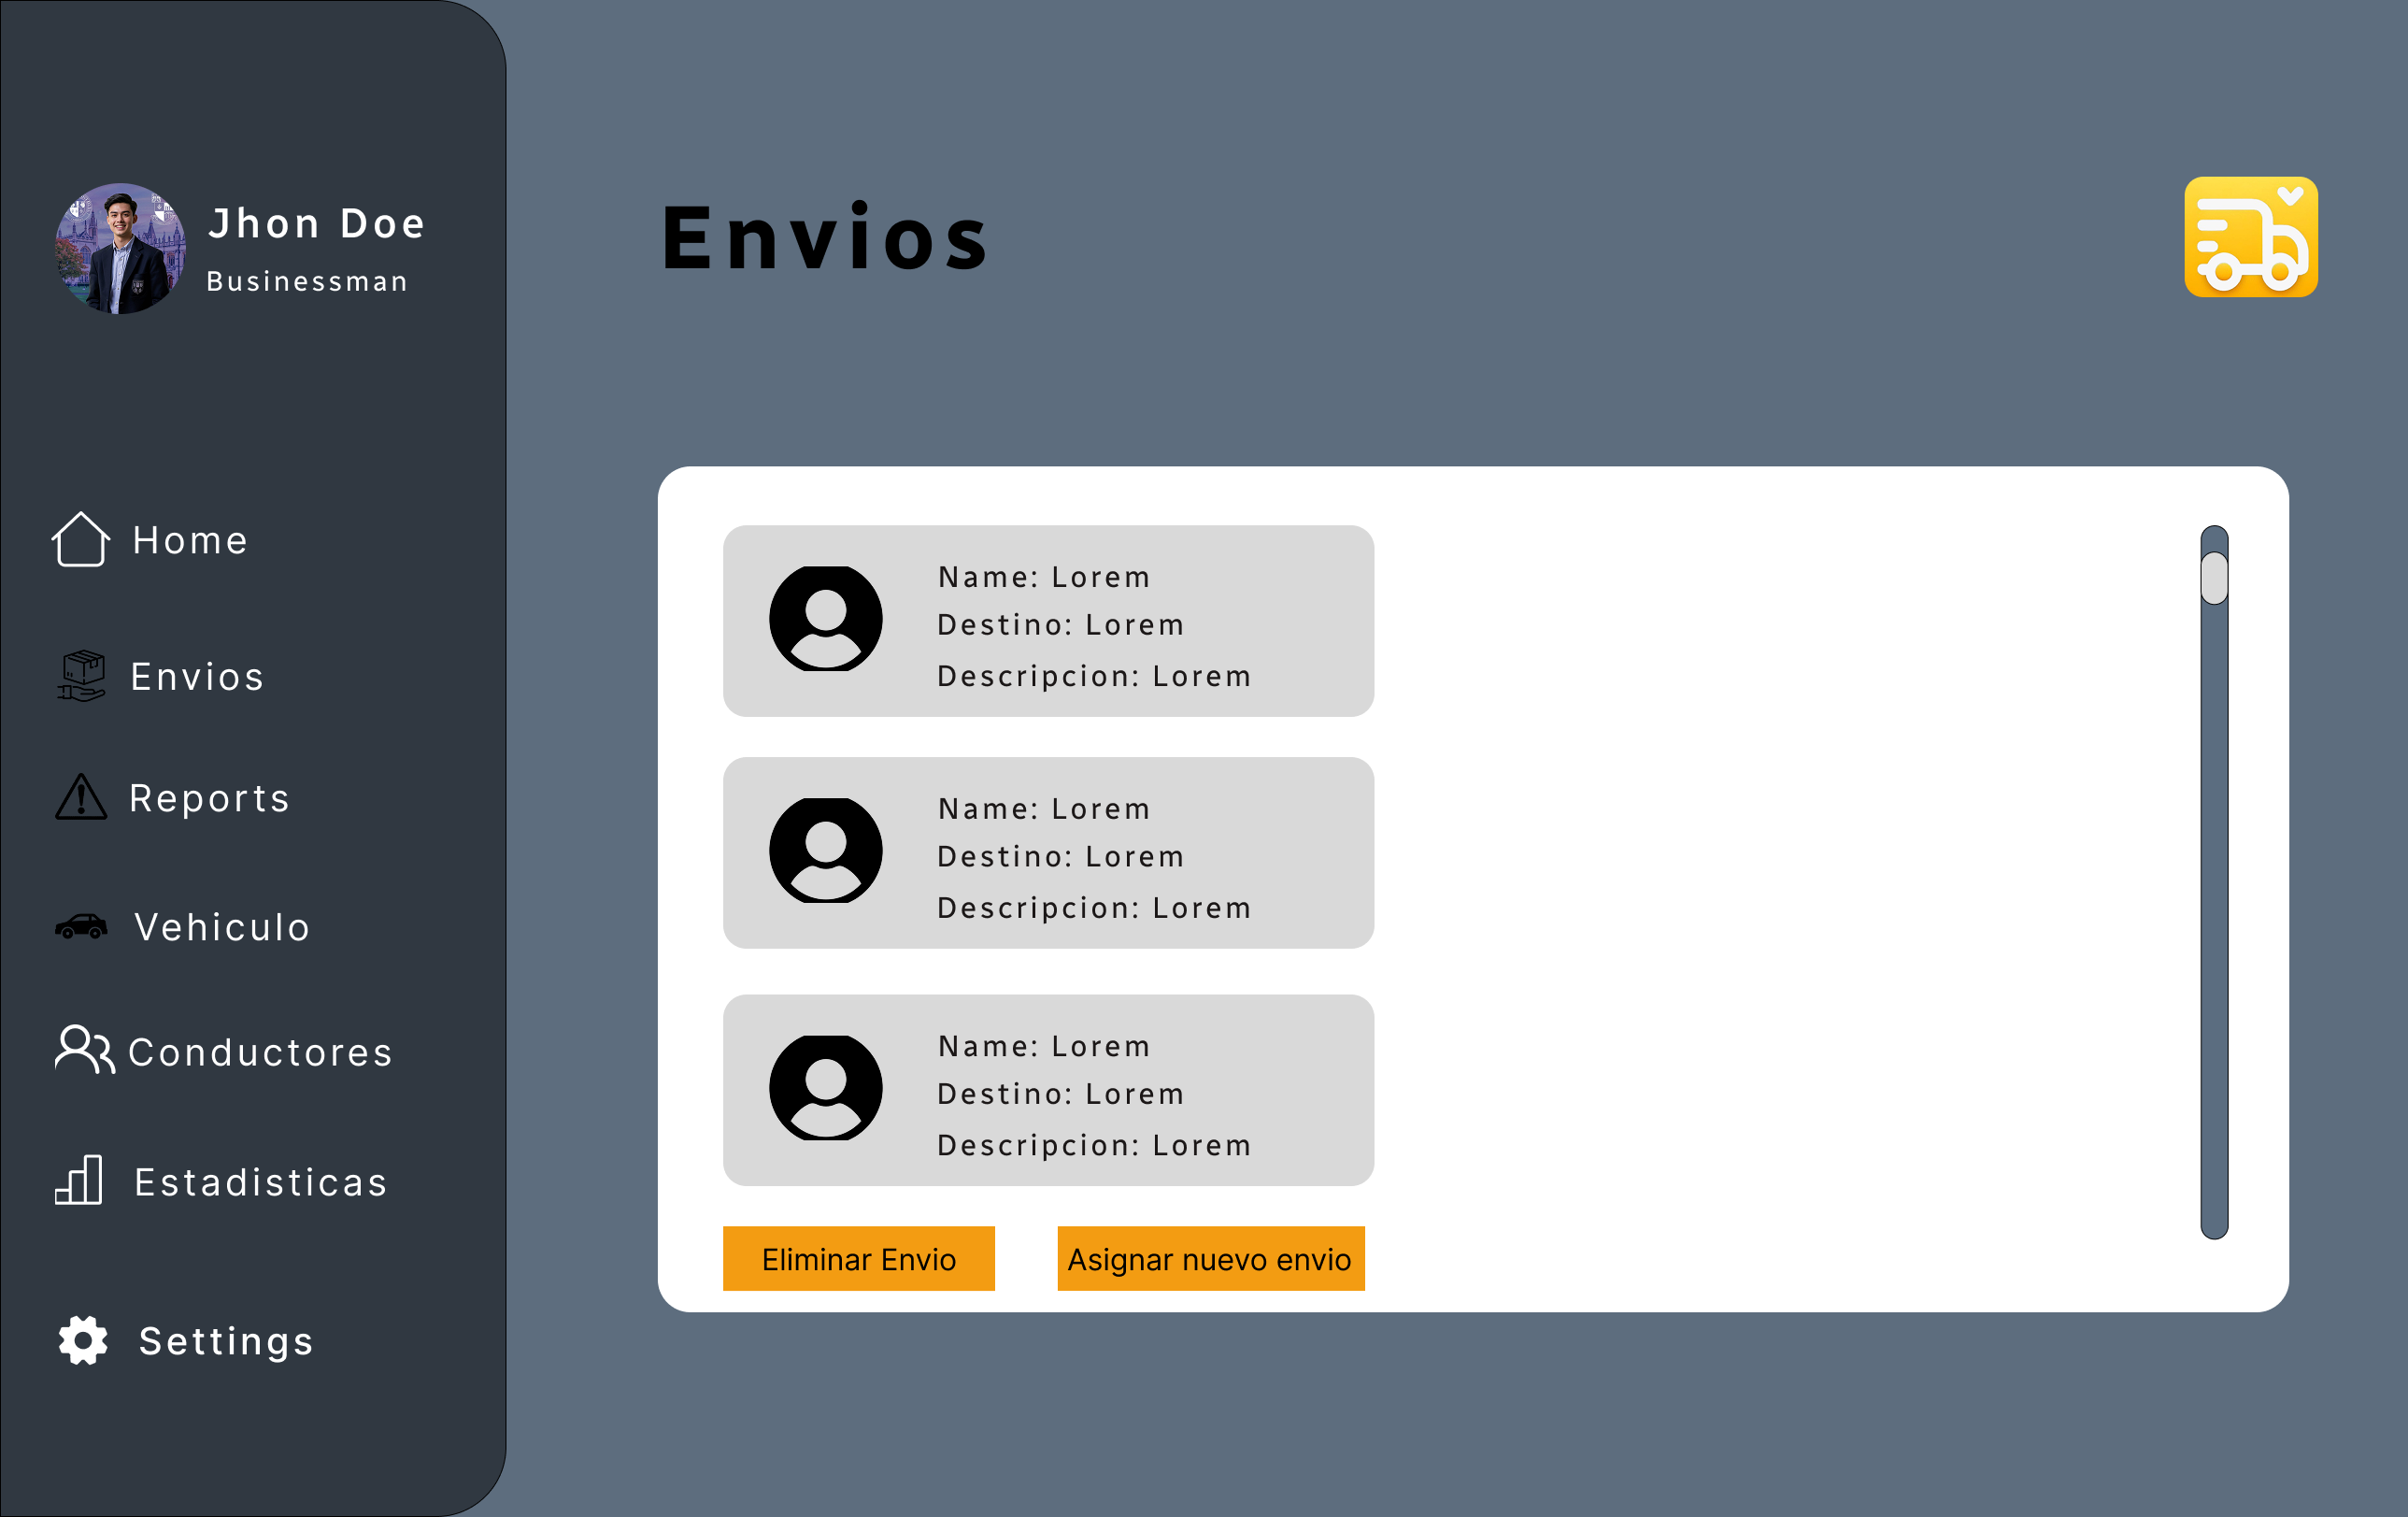 Jhon Doe
Businessman
Home
Envios
Reports
Vehiculo
Conductores
Estadisticas
Settings
Envios
Name: Lorem
Destino: Lorem
Descripcion: Lorem
Name: Lorem
Destino: Lorem
Descripcion: Lorem
Name: Lorem
Destino: Lorem
Descripcion: Lorem
Eliminar Envio
Asignar nuevo envio